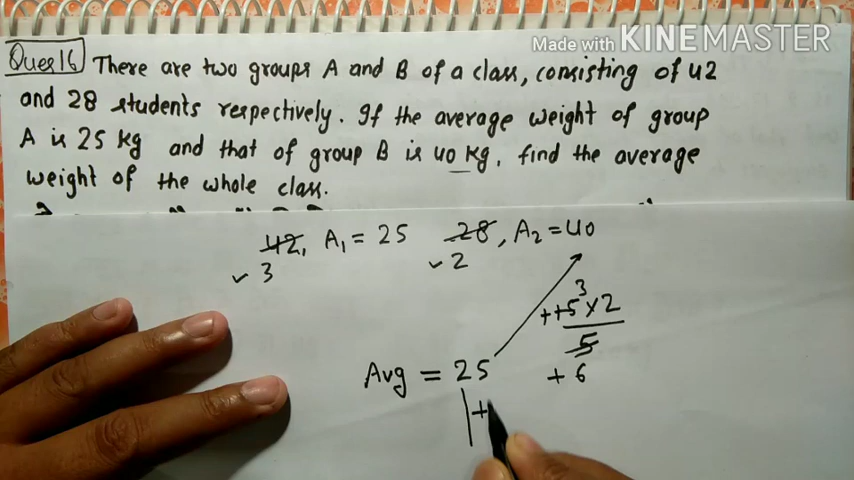 Made with KINEMASTER
Ques16 There are two groups A and B of a class, consisting of 42
and 28 students respectively. If the average weight of group
A is 25 kg and that of group B is 40 kg, find the average
weight of the whole class.
42, A₁ = 25 28, A₂ = 40
✓ 3 ✓ 2
3
++5 × 2
5
Avg = 25 + 6
+